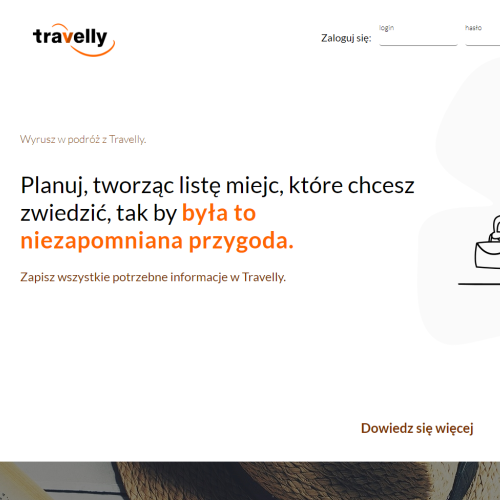 travelly
Zaloguj się:
login
hasło
Wyrusz w podróż z Travelly.
Planuj, tworząc listę miejc, które chcesz
zwiedzić, tak by była to
niezapomniana przygoda.
Zapisz wszystkie potrzebne informacje w Travelly.
Dowiedz się więcej